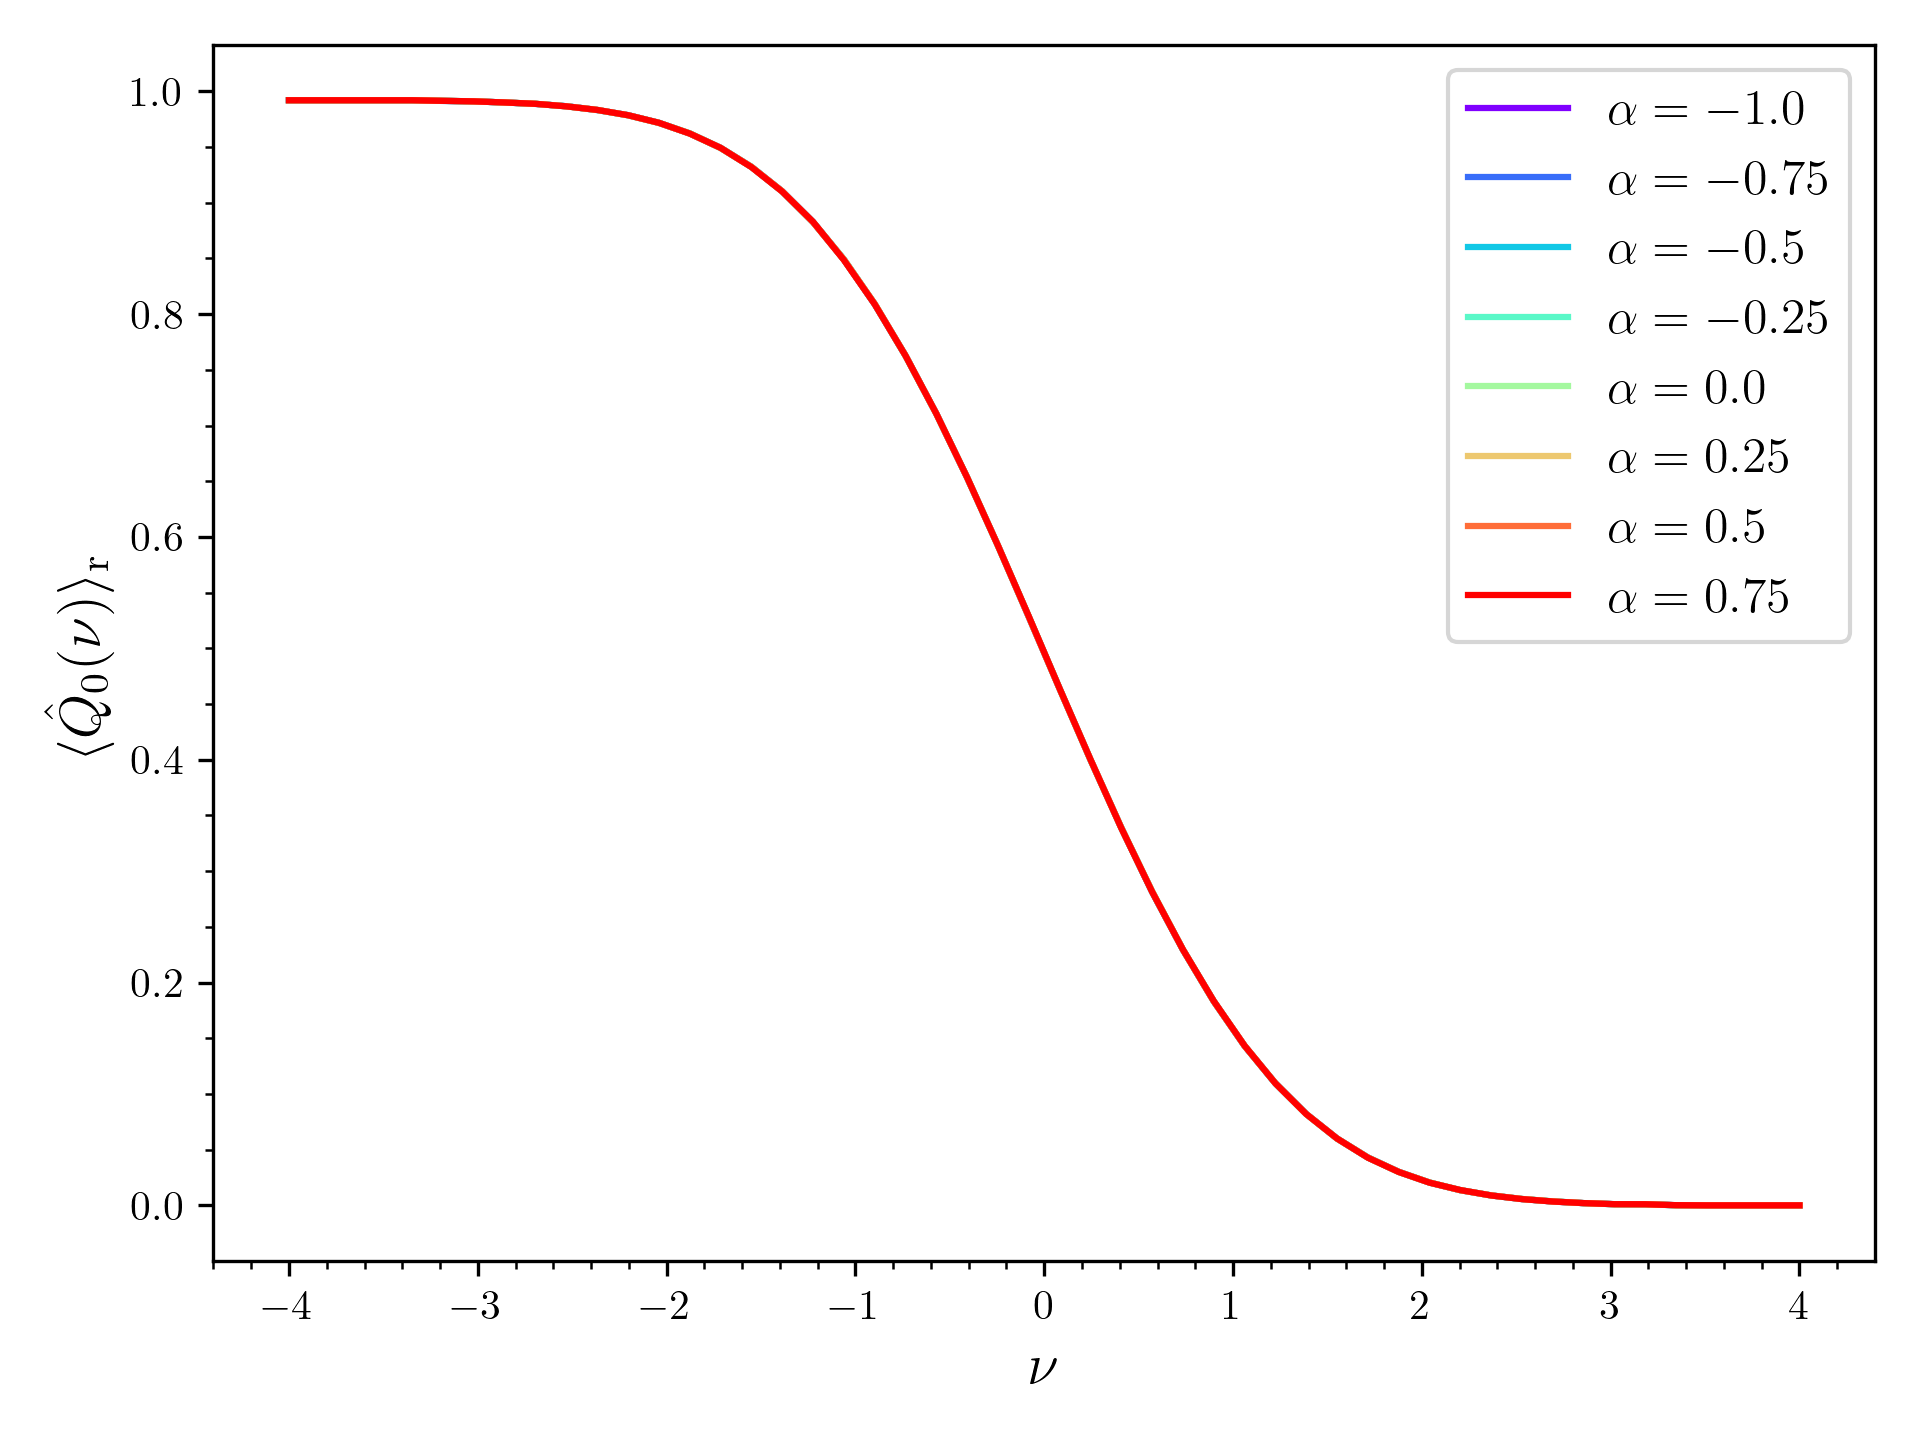 1.0
0.8
0.6
0.4
0.2
0.0
⟨Q̂₀(ν)⟩ᵣ
−4 −3 −2 −1 0 1 2 3 4
ν
α = −1.0
α = −0.75
α = −0.5
α = −0.25
α = 0.0
α = 0.25
α = 0.5
α = 0.75